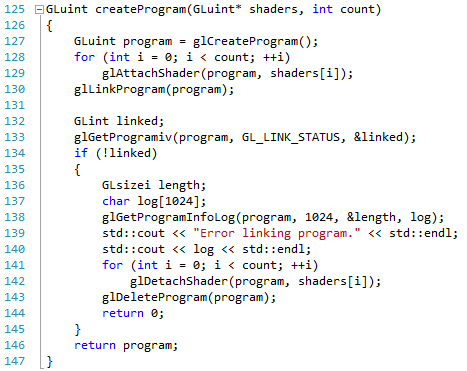 125 GLuint createProgram(GLuint* shaders, int count)
126 {
127     GLuint program = glCreateProgram();
128     for (int i = 0; i < count; ++i)
129         glAttachShader(program, shaders[i]);
130     glLinkProgram(program);
131
132     GLint linked;
133     glGetProgramiv(program, GL_LINK_STATUS, &linked);
134     if (!linked)
135     {
136         GLsizei length;
137         char log[1024];
138         glGetProgramInfoLog(program, 1024, &length, log);
139         std::cout << "Error linking program." << std::endl;
140         std::cout << log << std::endl;
141         for (int i = 0; i < count; ++i)
142             glDetachShader(program, shaders[i]);
143         glDeleteProgram(program);
144         return 0;
145     }
146     return program;
147 }